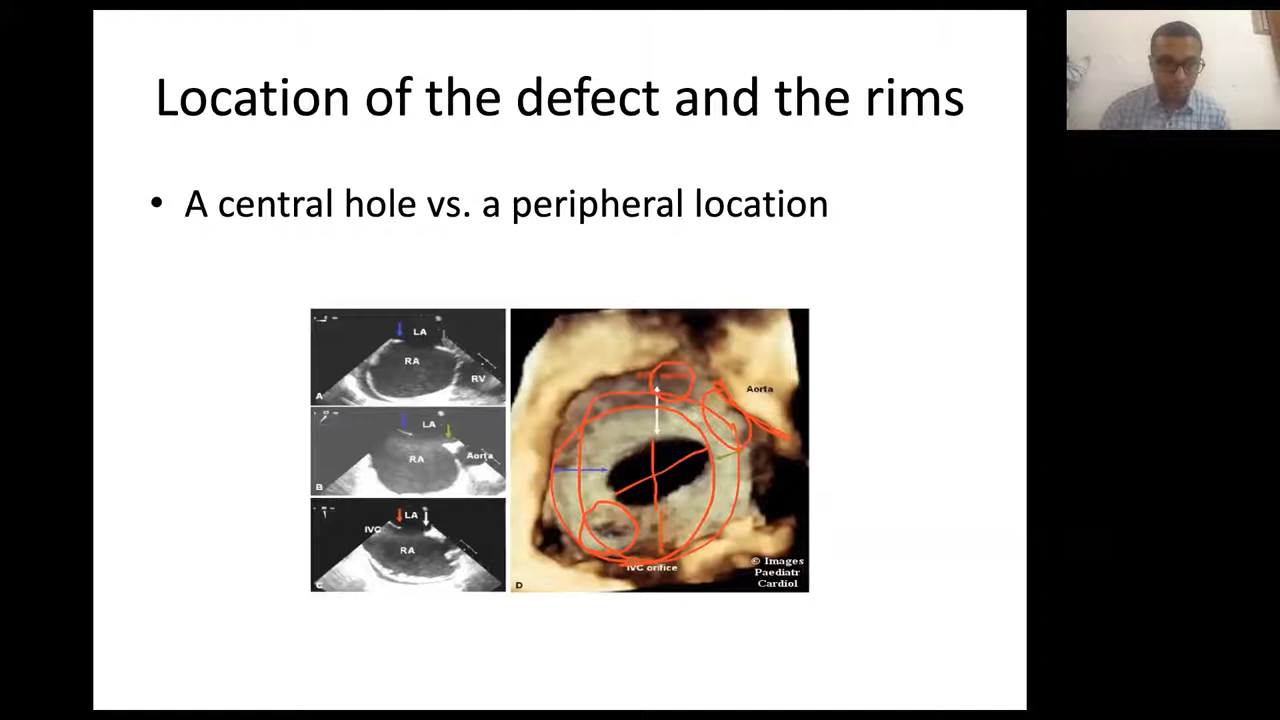 Location of the defect and the rims
• A central hole vs. a peripheral location
LA
RA
RV
A
LA
RA
Aorta
B
LA
IVC
RA
C
Aorta
IVC orifice
D
© Images
Paediatr
Cardiol